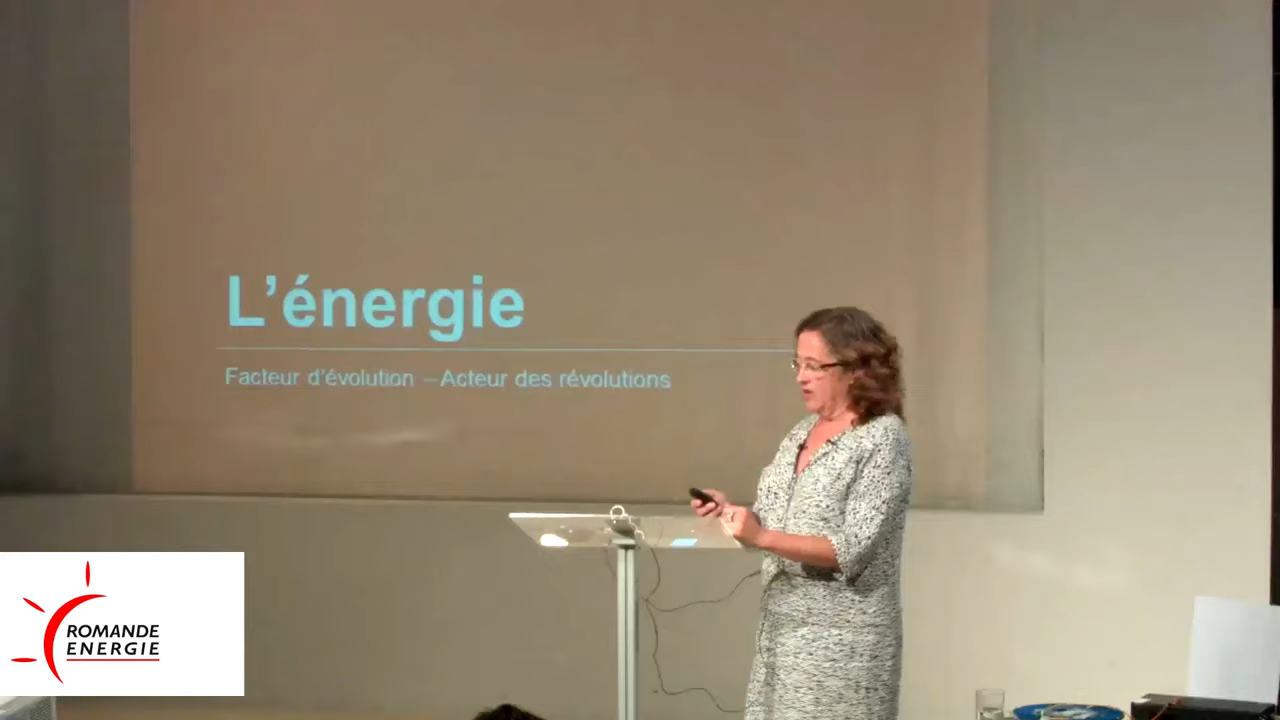 L’énergie
Facteur d’évolution – Acteur des révolutions
ROMANDE
ENERGIE